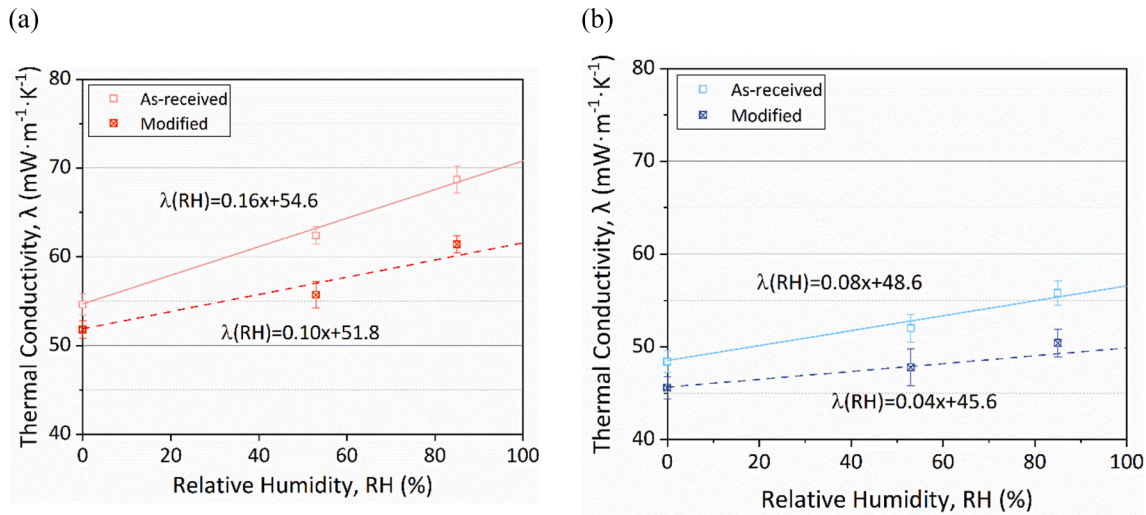 (a)
Thermal Conductivity, λ (mW·m⁻¹·K⁻¹)
80
70
60
50
40
As-received
Modified
λ(RH)=0.16x+54.6
λ(RH)=0.10x+51.8
0 20 40 60 80 100
Relative Humidity, RH (%)
(b)
Thermal Conductivity, λ (mW·m⁻¹·K⁻¹)
80
70
60
50
40
As-received
Modified
λ(RH)=0.08x+48.6
λ(RH)=0.04x+45.6
0 20 40 60 80 100
Relative Humidity, RH (%)